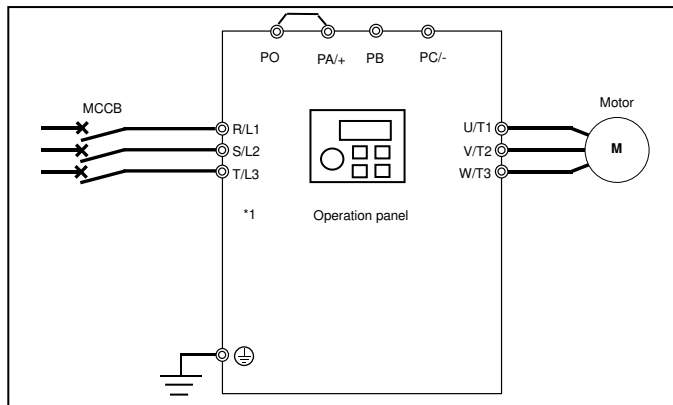 PO PA/+ PB PC/-
MCCB
Motor
R/L1
U/T1
S/L2
V/T2
M
T/L3
W/T3
*1
Operation panel